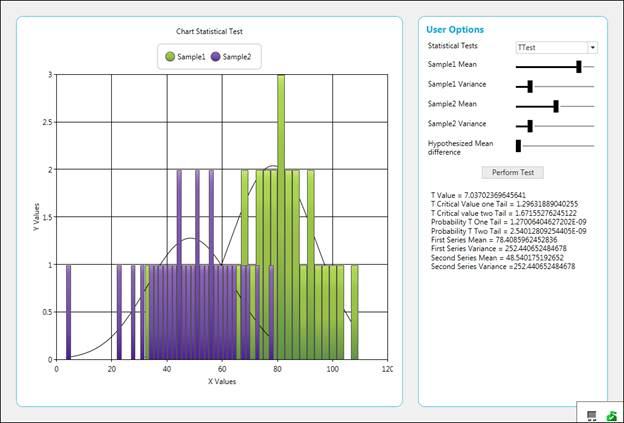 Chart Statistical Test
Sample1 Sample2
3
2.5
2
1.5
1
0.5
0
0 20 40 60 80 100 120
Y Values
X Values
User Options
Statistical Tests TTest
Sample1 Mean
Sample1 Variance
Sample2 Mean
Sample2 Variance
Hypothesized Mean
difference
Perform Test
T Value = 7.03702369645641
T Critical Value one Tail = 1.29631889040255
T Critical value two Tail = 1.67155276245122
Probability T One Tail = 1.27006404627202E-09
Probability T Two Tail = 2.54012809254405E-09
First Series Mean = 78.4085962452836
First Series Variance = 252.440652484678
Second Series Mean = 48.540175192652
Second Series Variance =252.440652484678